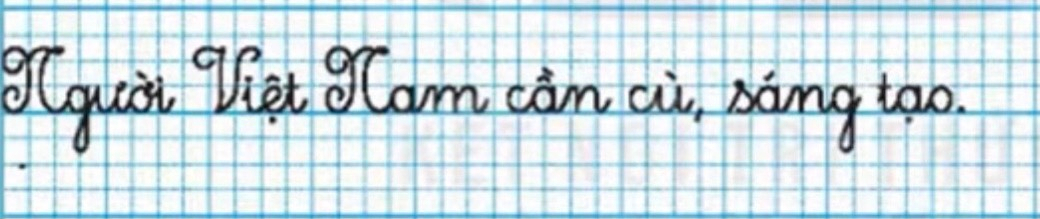 Người Việt Nam cần cù, sáng tạo.